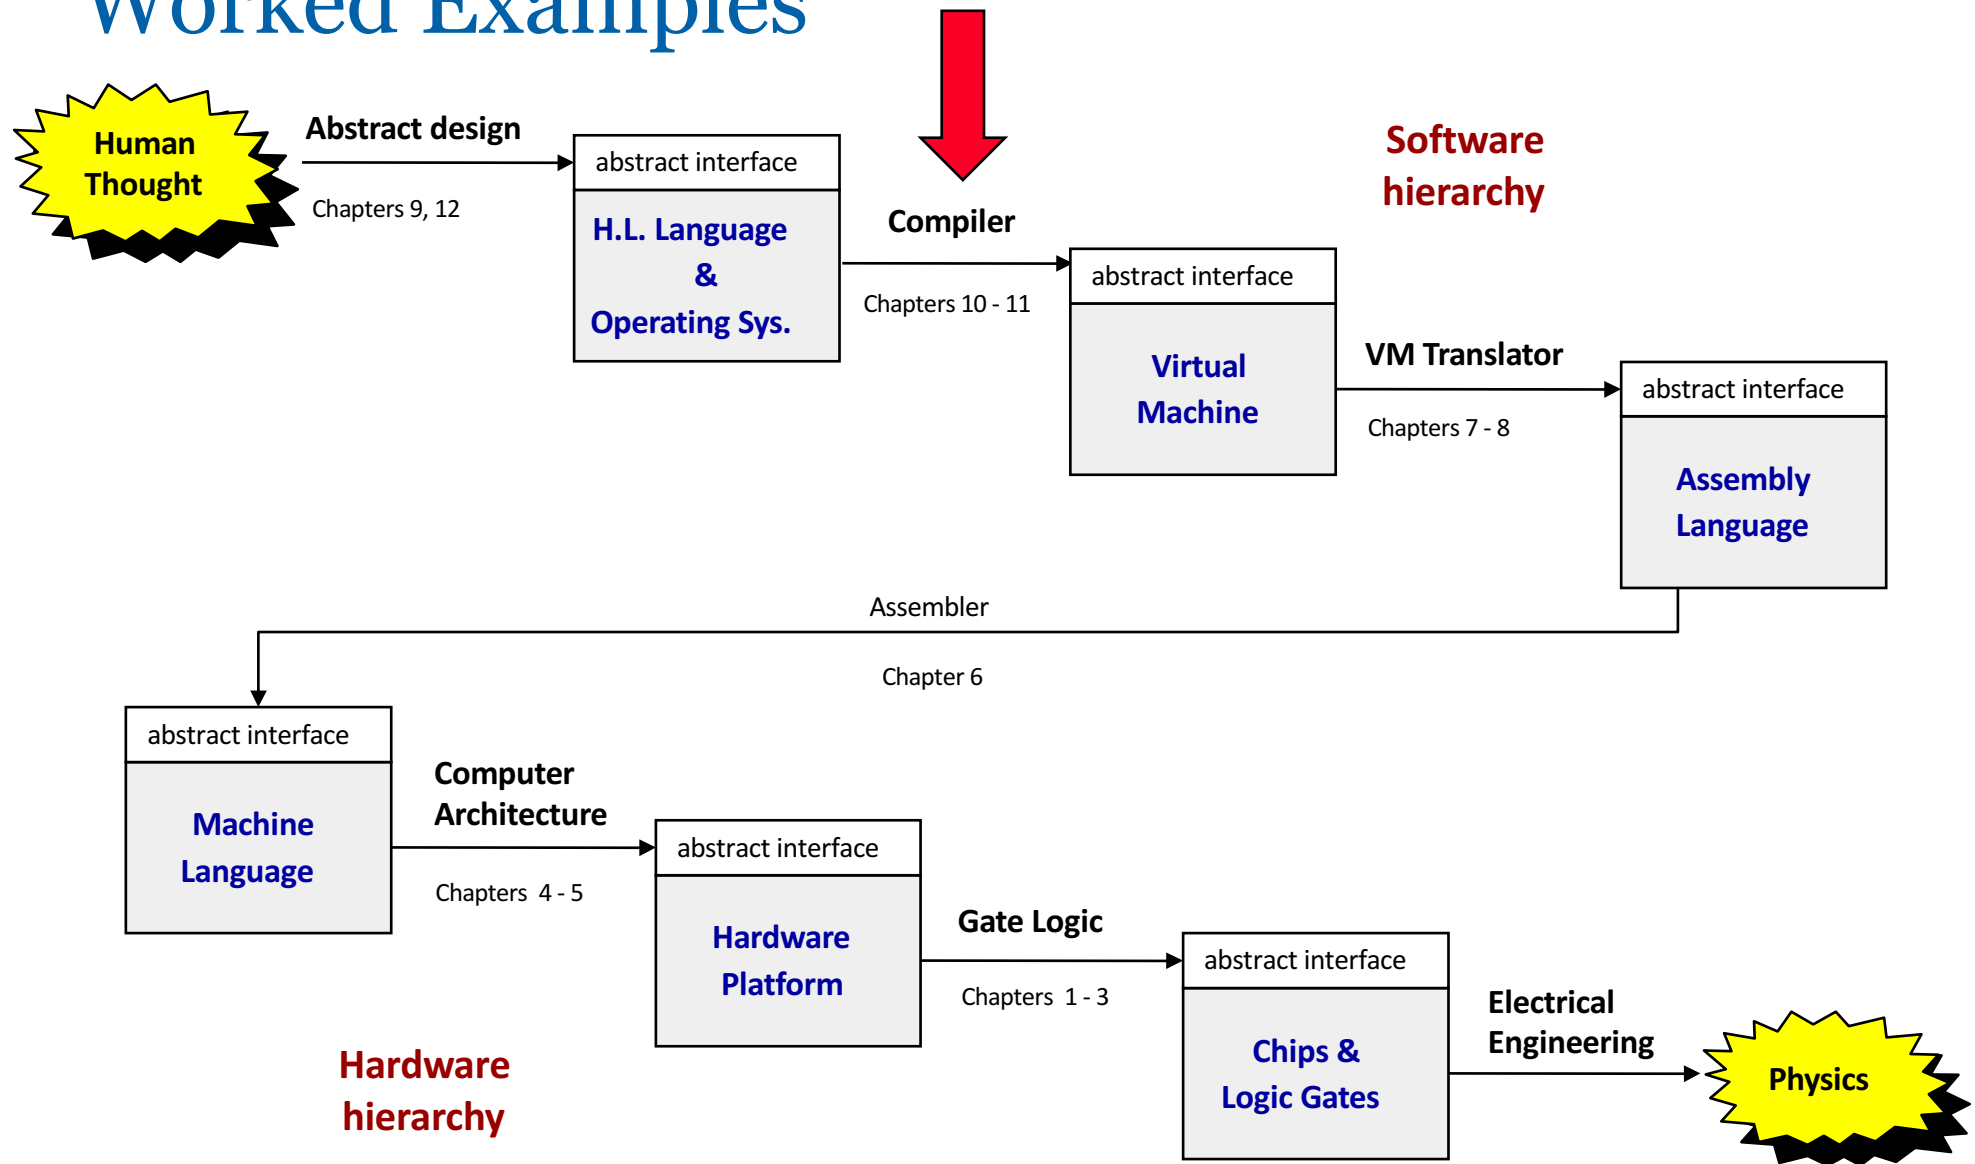 Worked Examples
Human
Thought
Abstract design
Chapters 9, 12
abstract interface
H.L. Language
&
Operating Sys.
Compiler
Chapters 10 - 11
Software
hierarchy
abstract interface
Virtual
Machine
VM Translator
Chapters 7 - 8
abstract interface
Assembly
Language
Assembler
Chapter 6
abstract interface
Machine
Language
Computer
Architecture
Chapters 4 - 5
abstract interface
Hardware
Platform
Gate Logic
Chapters 1 - 3
abstract interface
Chips &
Logic Gates
Electrical
Engineering
Physics
Hardware
hierarchy